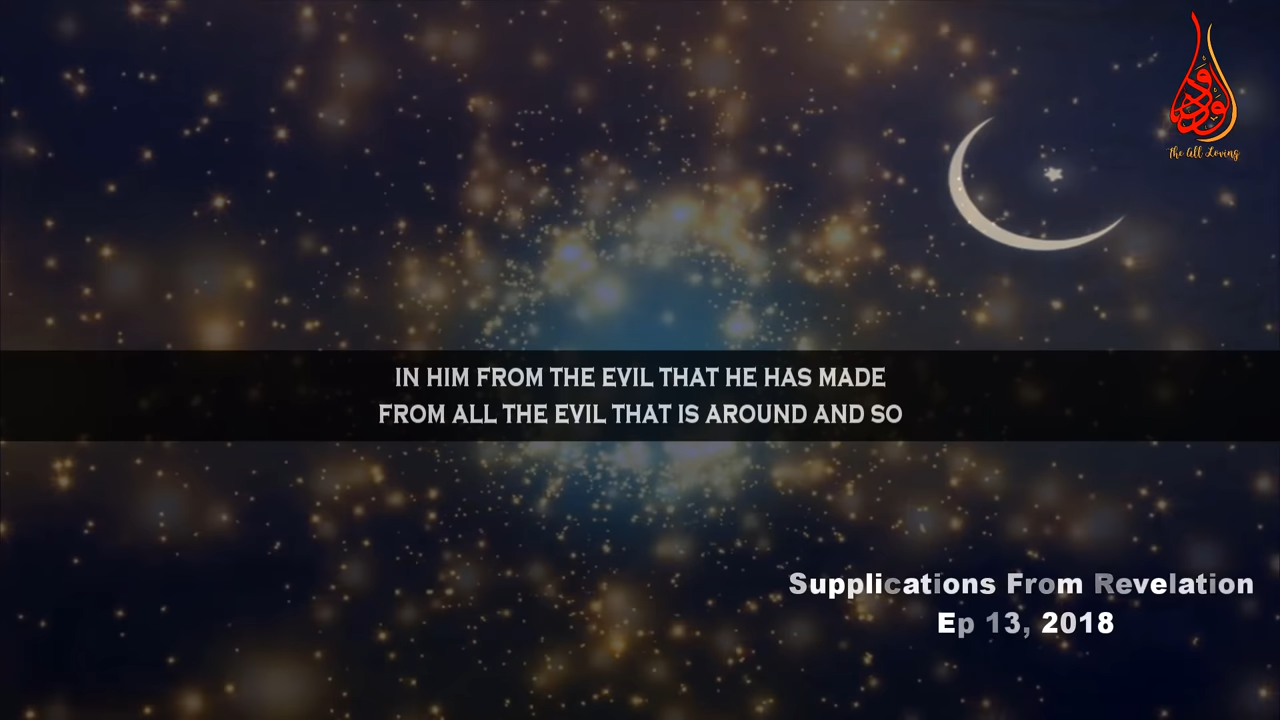 الودود
The All Loving
IN HIM FROM THE EVIL THAT HE HAS MADE
FROM ALL THE EVIL THAT IS AROUND AND SO
Supplications From Revelation
Ep 13, 2018